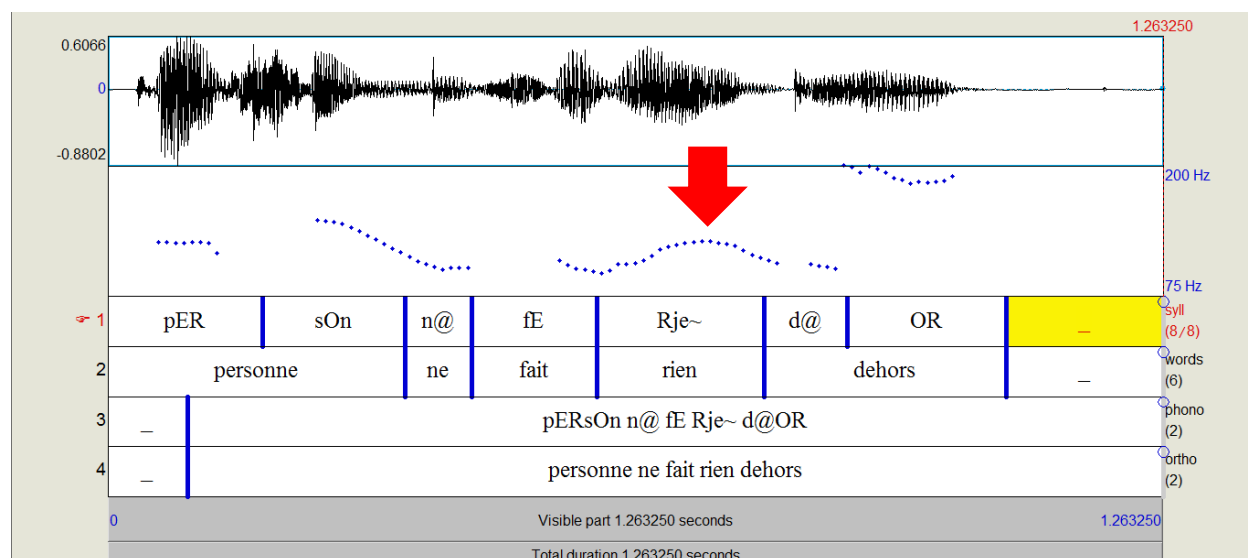 1.263250
0.6066
0
-0.8802
200 Hz
75 Hz
☞ 1 pER sOn n@ fE Rje~ d@ OR _ syll (8/8)
2 personne ne fait rien dehors _ words (6)
3 _ pERsOn n@ fE Rje~ d@OR phono (2)
4 _ personne ne fait rien dehors ortho (2)
0 Visible part 1.263250 seconds 1.263250
Total duration 1.263250 seconds